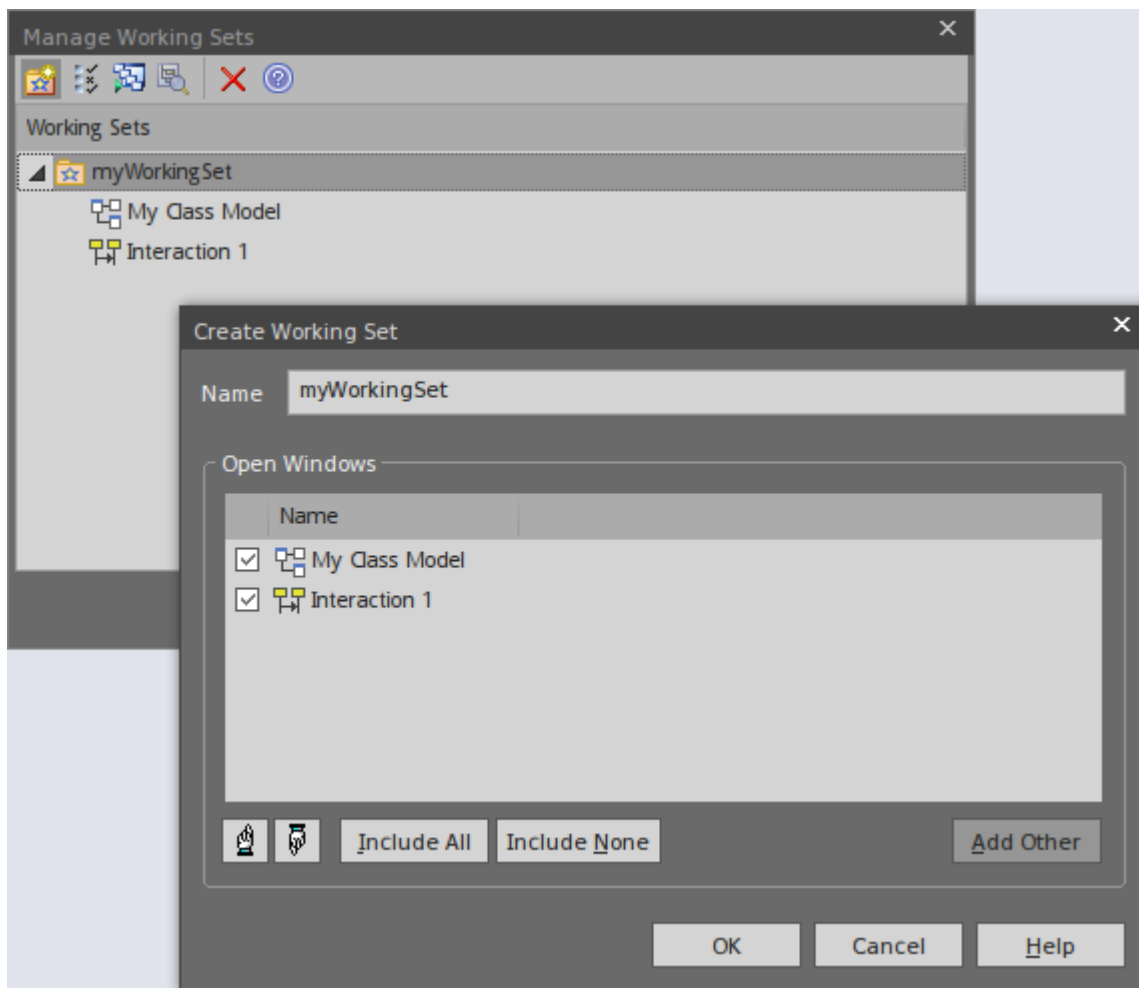 Manage Working Sets
Working Sets
myWorkingSet
My Class Model
Interaction 1
Create Working Set
Name myWorkingSet
Open Windows
Name
My Class Model
Interaction 1
Include All Include None Add Other
OK Cancel Help